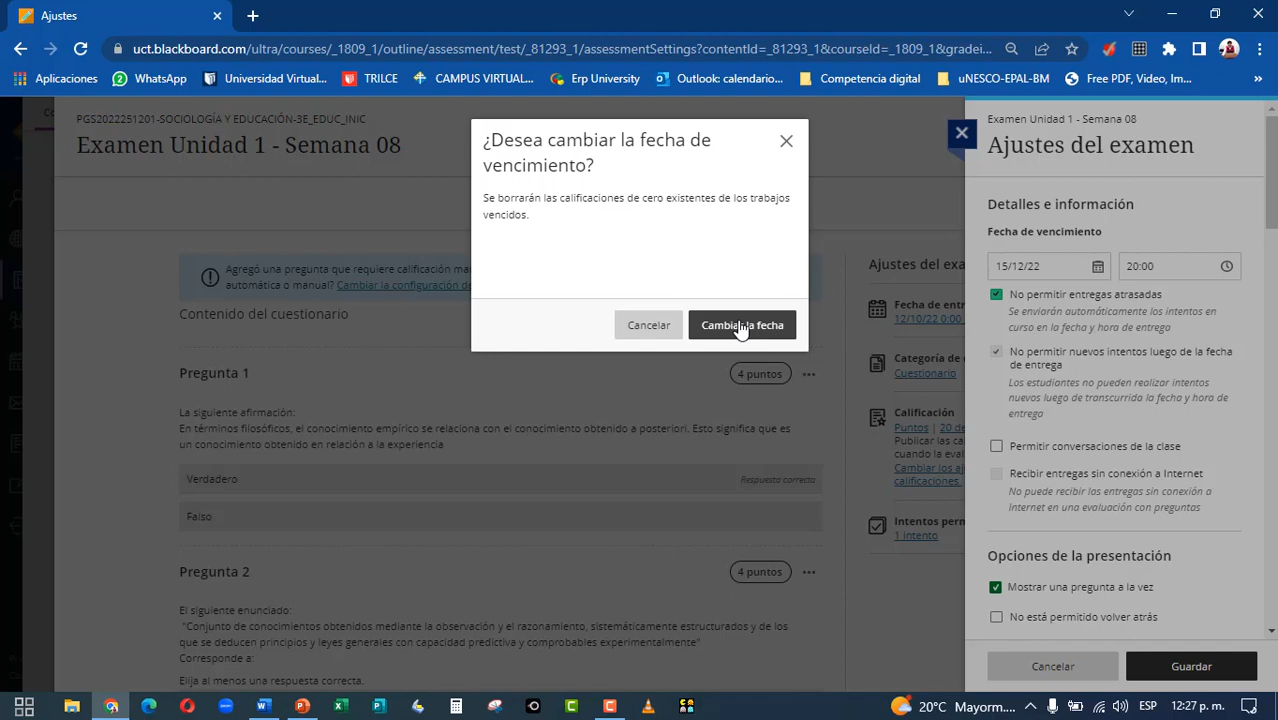 Ajustes
uct.blackboard.com/ultra/courses/_1809_1/outline/assessment/test/_81293_1/assessmentSettings?contentId=_81293_1&courseId=_1809_1&gradei...
Aplicaciones
WhatsApp
Universidad Virtual...
TRILCE
CAMPUS VIRTUAL...
Erp University
Outlook: calendario...
Competencia digital
uNESCO-EPAL-BM
Free PDF, Video, Im...
PGS2022251201-SOCIOLOGÍA Y EDUCACIÓN-3E_EDUC_INIC
Examen Unidad 1 - Semana 08
Agregó una pregunta que requiere calificación
automática o manual? Cambiar la configuración
Contenido del cuestionario
Pregunta 1
4 puntos
La siguiente afirmación:
En términos filosóficos, el conocimiento empírico se relaciona con el conocimiento obtenido a posteriori. Esto significa que es
un conocimiento obtenido en relación a la experiencia
Verdadero
Respuesta correcta
Falso
Pregunta 2
4 puntos
El siguiente enunciado:
"Conjunto de conocimientos obtenidos mediante la observación y el razonamiento, sistemáticamente estructurados y de los
que se deducen principios y leyes generales con capacidad predictiva y comprobables experimentalmente"
Corresponde a:
Elija al menos una respuesta correcta.
¿Desea cambiar la fecha de
vencimiento?
Se borrarán las calificaciones de cero existentes de los trabajos
vencidos.
Cancelar
Cambiar la fecha
Ajustes del exa
Fecha de entr
12/10/22 0:00
Categoría de
Cuestionario
Calificación
Puntos | 20 de
Publicar las ca
cuando la eva
Cambiar los aj
calificaciones.
Intentos perm
1 intento
Examen Unidad 1 - Semana 08
Ajustes del examen
Detalles e información
Fecha de vencimiento
15/12/22
20:00
No permitir entregas atrasadas
Se enviarán automáticamente los intentos en
curso en la fecha y hora de
entrega
No permitir nuevos intentos luego de la fecha
de entrega
Los estudiantes no pueden realizar intentos
nuevos luego de transcurrida la fecha y hora de
entrega
Permitir conversaciones de la clase
Recibir entregas sin conexión a Internet
No puede recibir las entregas sin conexión a
Internet en una evaluación con preguntas
Opciones de la presentación
Mostrar una pregunta a la vez
No está permitido volver atrás
Cancelar
Guardar
20°C Mayorm...
ESP
12:27 p. m.